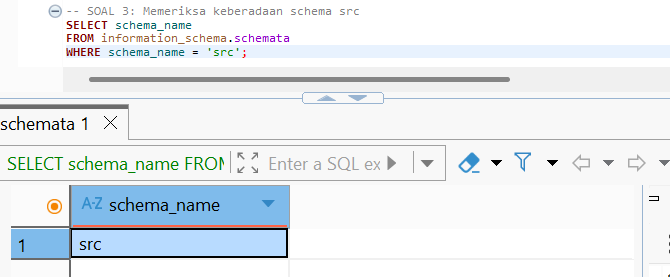 -- SOAL 3: Memeriksa keberadaan schema src
SELECT schema_name
FROM information_schema.schemata
WHERE schema_name = 'src';
schemata 1
SELECT schema_name FROM
Enter a SQL ex
A-Z schema_name
1 src